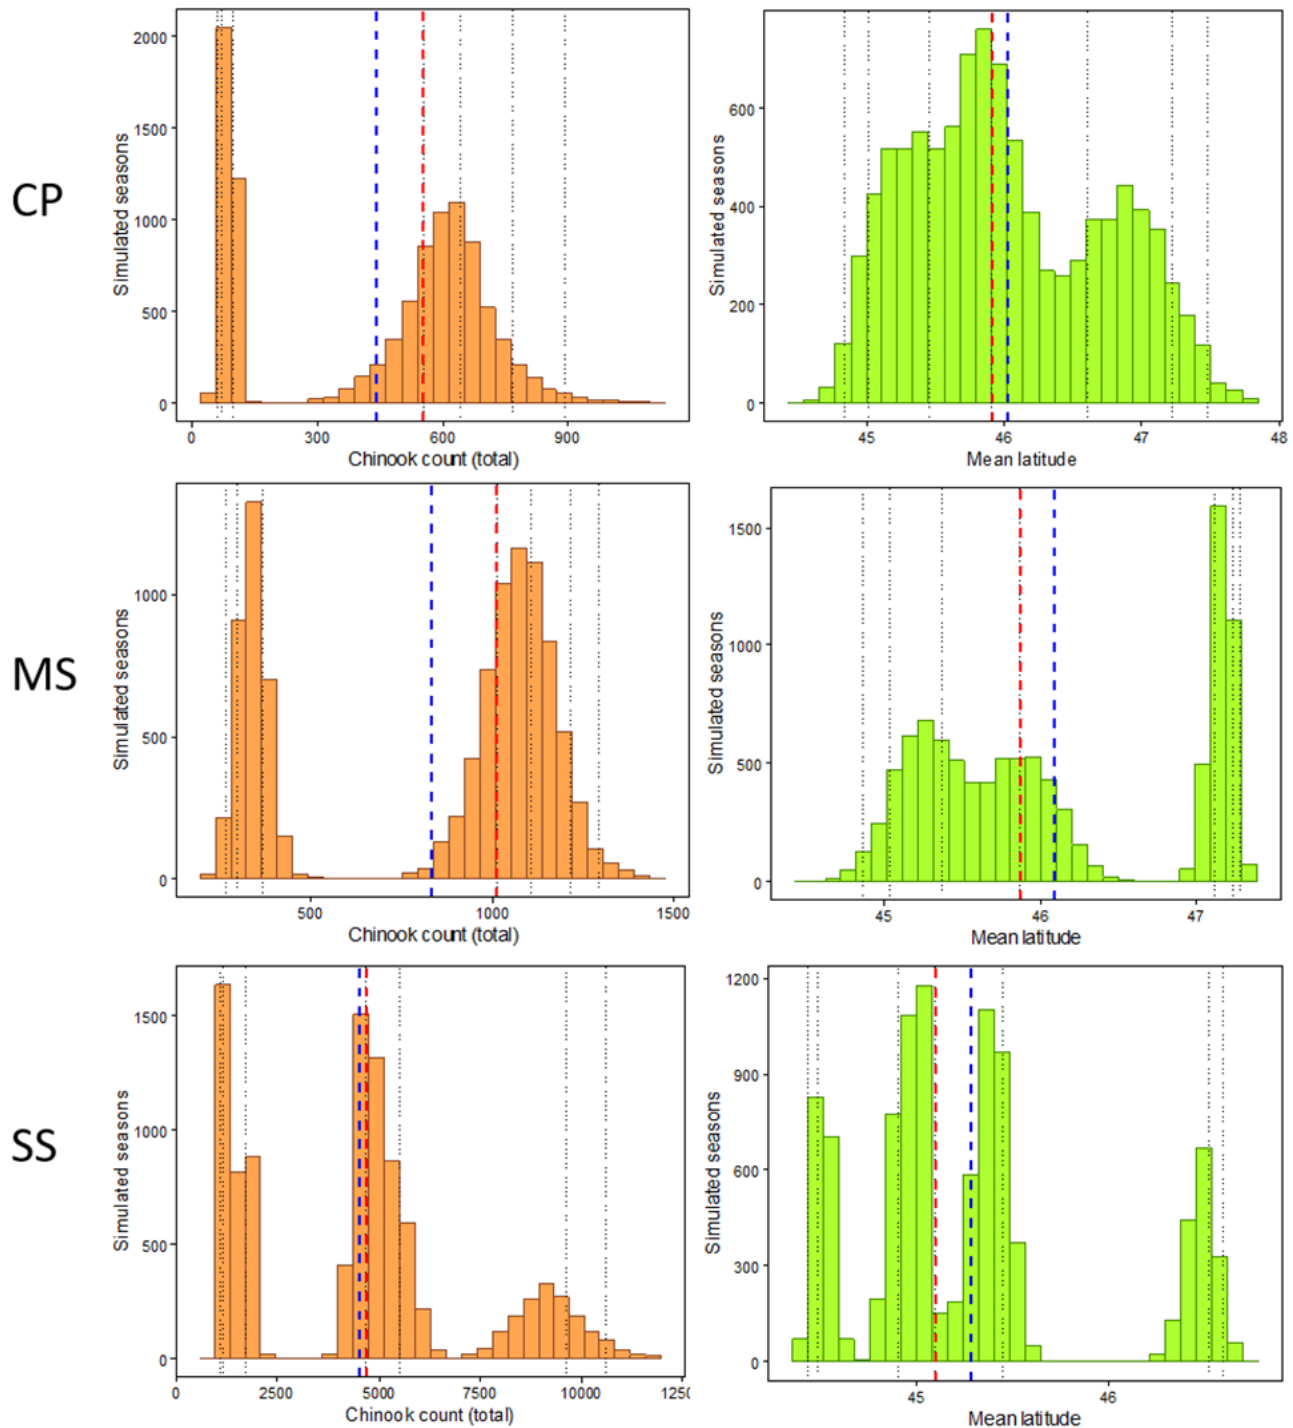 CP
Simulated seasons
2000
1500
1000
500
0
0 300 600 900
Chinook count (total)
Simulated seasons
600
400
200
0
45 46 47 48
Mean latitude
MS
Simulated seasons
1000
500
0
500 1000 1500
Chinook count (total)
Simulated seasons
1500
1000
500
0
45 46 47
Mean latitude
SS
Simulated seasons
1500
1000
500
0
0 2500 5000 7500 10000 1250
Chinook count (total)
Simulated seasons
1200
900
600
300
0
45 46
Mean latitude